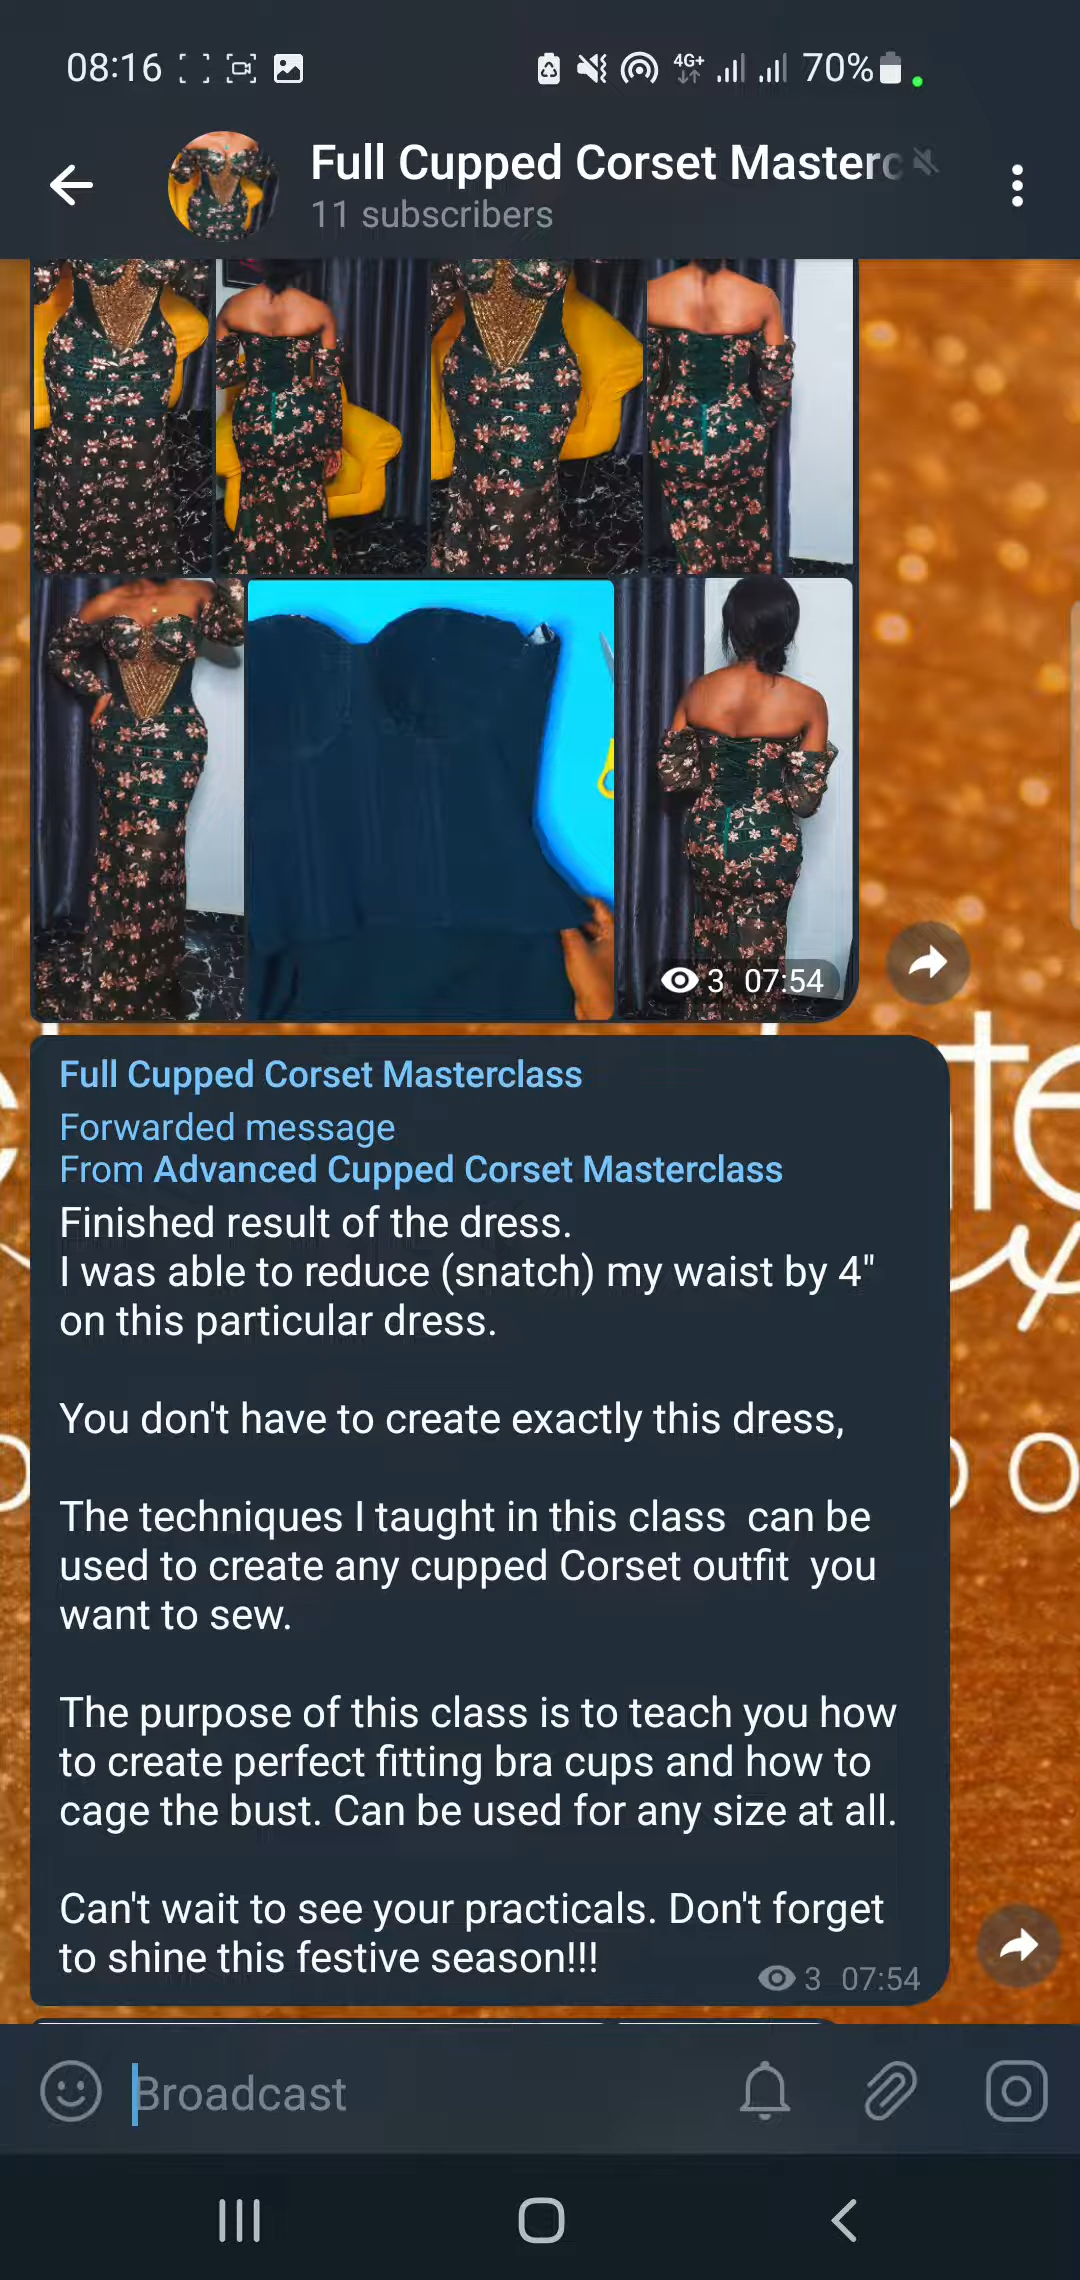 08:16
4G+
70%
Full Cupped Corset Masterc
11 subscribers
3 07:54
Full Cupped Corset Masterclass
Forwarded message
From Advanced Cupped Corset Masterclass
Finished result of the dress.
I was able to reduce (snatch) my waist by 4"
on this particular dress.
You don't have to create exactly this dress,
The techniques I taught in this class  can be
used to create any cupped Corset outfit  you
want to sew.
The purpose of this class is to teach you how
to create perfect fitting bra cups and how to
cage the bust. Can be used for any size at all.
Can't wait to see your practicals. Don't forget
to shine this festive season!!!
3 07:54
Broadcast